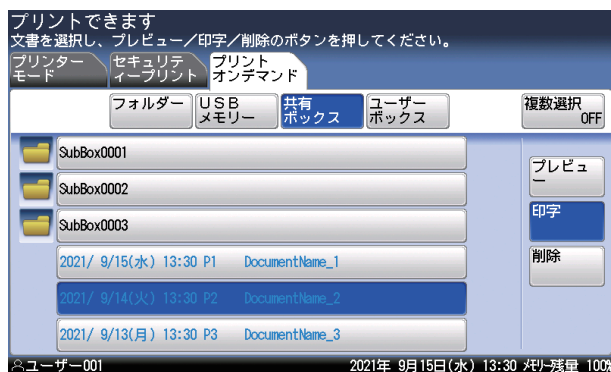 プリントできます
文書を選択し、プレビュー／印字／削除のボタンを押してください。
プリンター
モード
セキュリテ
ィープリント
プリント
オンデマンド
フォルダー
USB
メモリー
共有
ボックス
ユーザー
ボックス
複数選択
OFF
SubBox0001
SubBox0002
SubBox0003
2021/ 9/15(水) 13:30 P1 DocumentName_1
2021/ 9/14(火) 13:30 P2 DocumentName_2
2021/ 9/13(月) 13:30 P3 DocumentName_3
プレビュ
ー
印字
削除
ユーザー001
2021年 9月15日(水) 13:30 ﾒﾓﾘｰ残量 100%